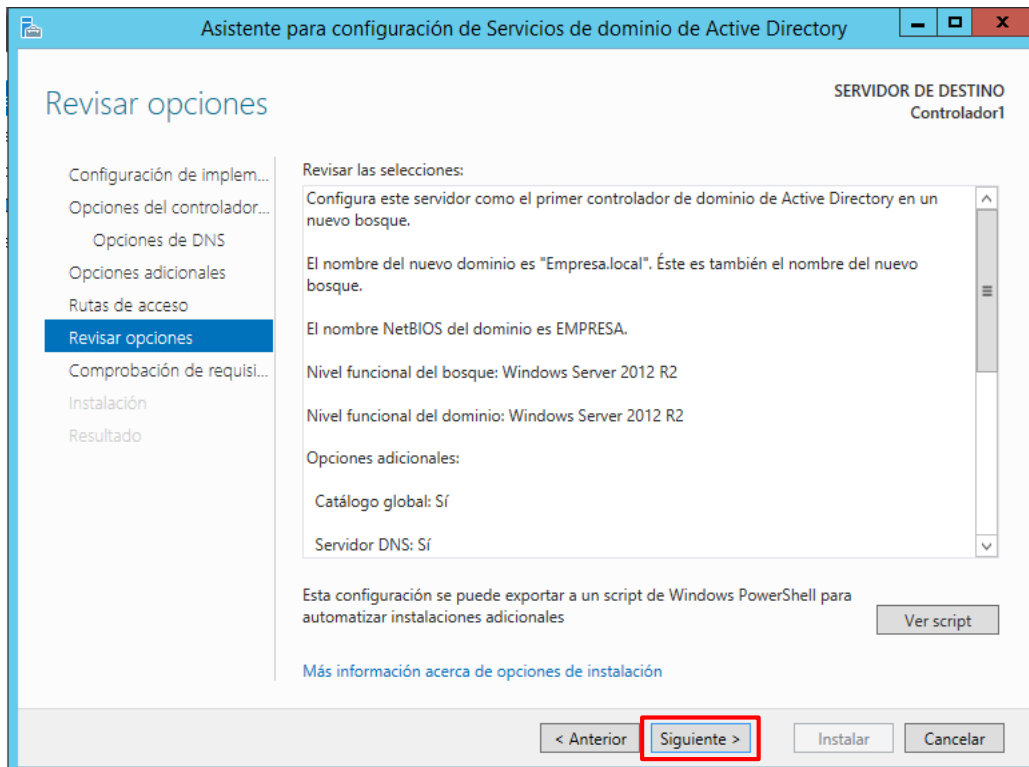 Asistente para configuración de Servicios de dominio de Active Directory
Revisar opciones
SERVIDOR DE DESTINO
Controlador1
Configuración de implem...
Opciones del controlador...
Opciones de DNS
Opciones adicionales
Rutas de acceso
Revisar opciones
Comprobación de requisi...
Instalación
Resultado
Revisar las selecciones:
Configura este servidor como el primer controlador de dominio de Active Directory en un
nuevo bosque.
El nombre del nuevo dominio es "Empresa.local". Éste es también el nombre del nuevo
bosque.
El nombre NetBIOS del dominio es EMPRESA.
Nivel funcional del bosque: Windows Server 2012 R2
Nivel funcional del dominio: Windows Server 2012 R2
Opciones adicionales:
Catálogo global: Sí
Servidor DNS: Sí
Esta configuración se puede exportar a un script de Windows PowerShell para
automatizar instalaciones adicionales
Ver script
Más información acerca de opciones de instalación
< Anterior
Siguiente >
Instalar
Cancelar